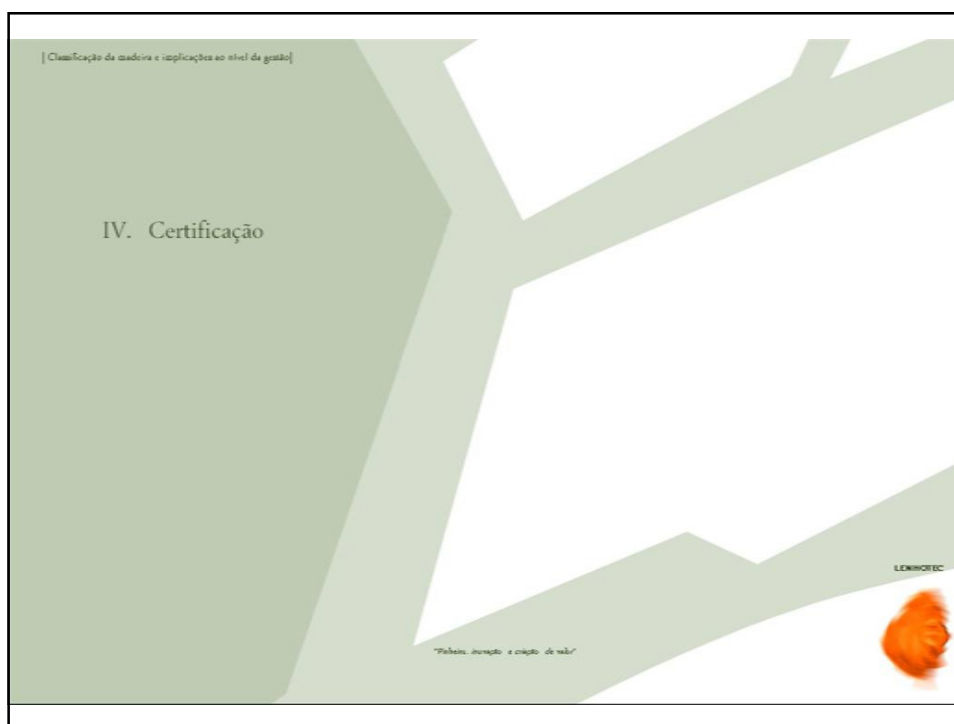 | Classificação da madeira e implicações ao nível da gestão|
IV. Certificação
LENHOTEC
"Pinheiro, inovação e criação de valor"